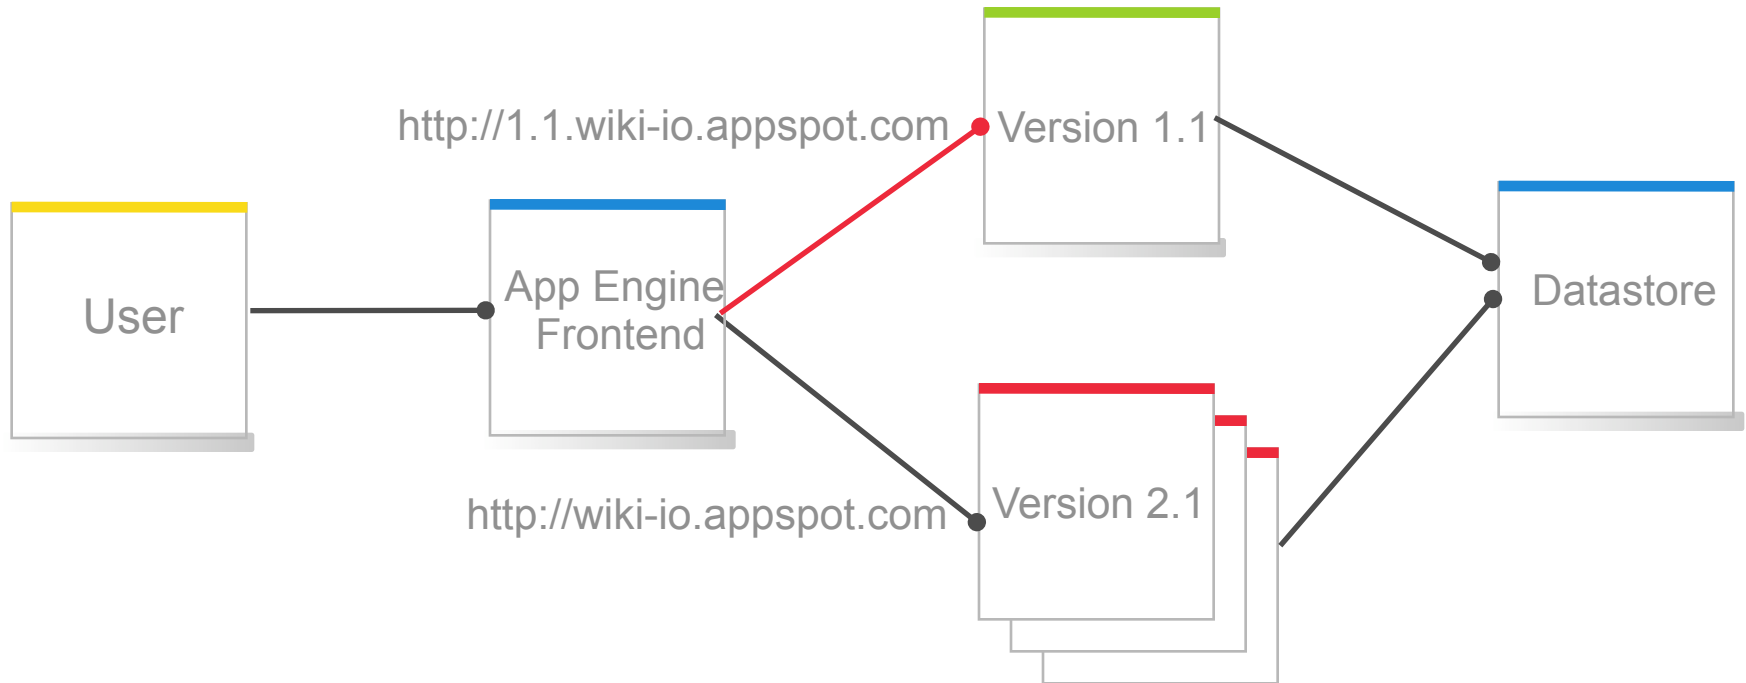 http://1.1.wiki-io.appspot.com
Version 1.1
User
App Engine
Frontend
Datastore
http://wiki-io.appspot.com
Version 2.1